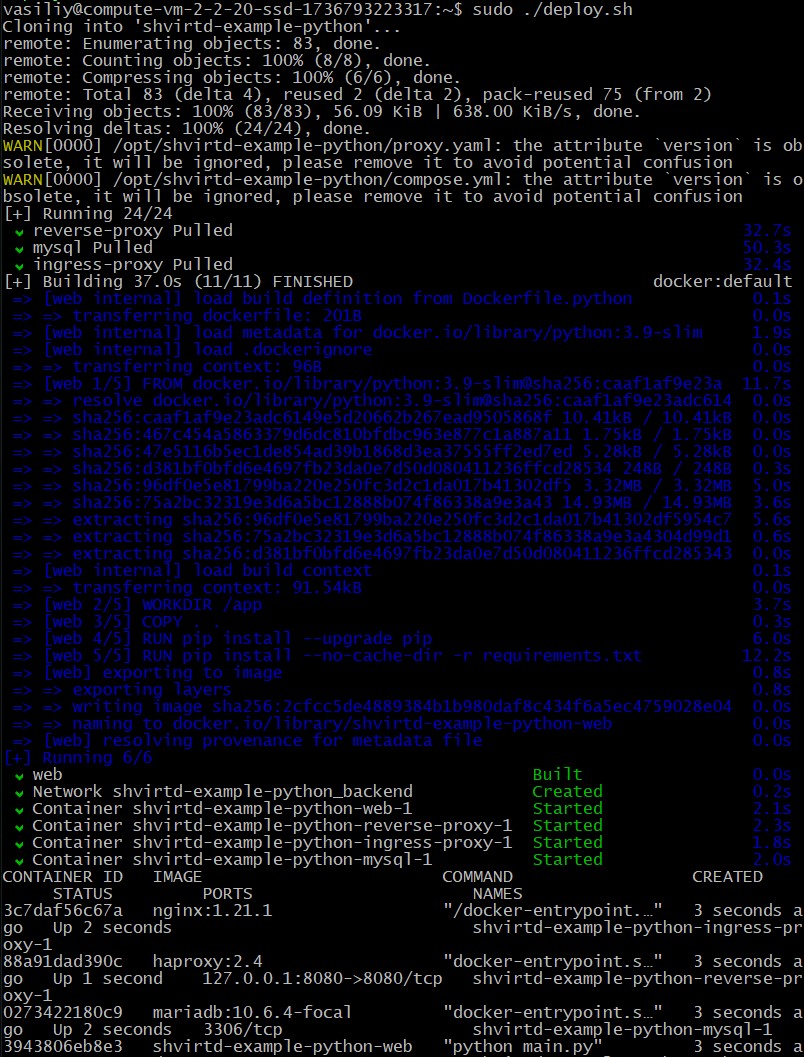 vasiliy@compute-vm-2-2-20-ssd-1736793223317:~$ sudo ./deploy.sh
Cloning into 'shvirtd-example-python'...
remote: Enumerating objects: 83, done.
remote: Counting objects: 100% (8/8), done.
remote: Compressing objects: 100% (6/6), done.
remote: Total 83 (delta 4), reused 2 (delta 2), pack-reused 75 (from 2)
Receiving objects: 100% (83/83), 56.09 KiB | 638.00 KiB/s, done.
Resolving deltas: 100% (24/24), done.
WARN[0000] /opt/shvirtd-example-python/proxy.yaml: the attribute `version` is ob
solete, it will be ignored, please remove it to avoid potential confusion
WARN[0000] /opt/shvirtd-example-python/compose.yml: the attribute `version` is o
bsolete, it will be ignored, please remove it to avoid potential confusion
[+] Running 24/24
✔ reverse-proxy Pulled 32.7s
✔ mysql Pulled 50.3s
✔ ingress-proxy Pulled 32.4s
[+] Building 37.0s (11/11) FINISHED docker:default
=> [web internal] load build definition from Dockerfile.python 0.1s
=> => transferring dockerfile: 201B 0.0s
=> [web internal] load metadata for docker.io/library/python:3.9-slim 1.9s
=> [web internal] load .dockerignore 0.0s
=> => transferring context: 96B 0.0s
=> [web 1/5] FROM docker.io/library/python:3.9-slim@sha256:caaf1af9e23a 11.7s
=> => resolve docker.io/library/python:3.9-slim@sha256:caaf1af9e23adc614 0.0s
=> => sha256:caaf1af9e23adc6149e5d20662b267ead9505868f 10.41kB / 10.41kB 0.0s
=> => sha256:467c454a5863379d6dc810bfdbc963e877c1a887a11 1.75kB / 1.75kB 0.0s
=> => sha256:47e5116b5ec1de854ad39b1868d3ea37555ff2ed7ed 5.28kB / 5.28kB 0.0s
=> => sha256:d381bf0bfd6e4697fb23da0e7d50d080411236ffcd28534 248B / 248B 0.3s
=> => sha256:96df0e5e81799ba220e250fc3d2c1da017b41302df5 3.32MB / 3.32MB 5.0s
=> => sha256:75a2bc32319e3d6a5bc12888b074f86338a9e3a43 14.93MB / 14.93MB 3.6s
=> => extracting sha256:96df0e5e81799ba220e250fc3d2c1da017b41302df5954c7 5.6s
=> => extracting sha256:75a2bc32319e3d6a5bc12888b074f86338a9e3a4304d99d1 0.6s
=> => extracting sha256:d381bf0bfd6e4697fb23da0e7d50d080411236ffcd285343 0.0s
=> [web internal] load build context 0.1s
=> => transferring context: 91.54kB 0.0s
=> [web 2/5] WORKDIR /app 3.7s
=> [web 3/5] COPY . . 0.3s
=> [web 4/5] RUN pip install --upgrade pip 6.0s
=> [web 5/5] RUN pip install --no-cache-dir -r requirements.txt 12.2s
=> [web] exporting to image 0.8s
=> => exporting layers 0.8s
=> => writing image sha256:2cfcc5de4889384b1b980daf8c434f6a5ec4759028e04 0.0s
=> => naming to docker.io/library/shvirtd-example-python-web 0.0s
=> [web] resolving provenance for metadata file 0.0s
[+] Running 6/6
✔ web Built 0.0s
✔ Network shvirtd-example-python_backend Created 0.2s
✔ Container shvirtd-example-python-web-1 Started 2.1s
✔ Container shvirtd-example-python-reverse-proxy-1 Started 2.3s
✔ Container shvirtd-example-python-ingress-proxy-1 Started 1.8s
✔ Container shvirtd-example-python-mysql-1 Started 2.0s
CONTAINER ID IMAGE COMMAND CREATED
STATUS PORTS NAMES
3c7daf56c67a nginx:1.21.1 "/docker-entrypoint.…" 3 seconds a
go Up 2 seconds shvirtd-example-python-ingress-pr
oxy-1
88a91dad390c haproxy:2.4 "docker-entrypoint.s…" 3 seconds a
go Up 1 second 127.0.0.1:8080->8080/tcp shvirtd-example-python-reverse-pr
oxy-1
0273422180c9 mariadb:10.6.4-focal "docker-entrypoint.s…" 3 seconds a
go Up 2 seconds 3306/tcp shvirtd-example-python-mysql-1
3943806eb8e3 shvirtd-example-python-web "python main.py" 3 seconds a